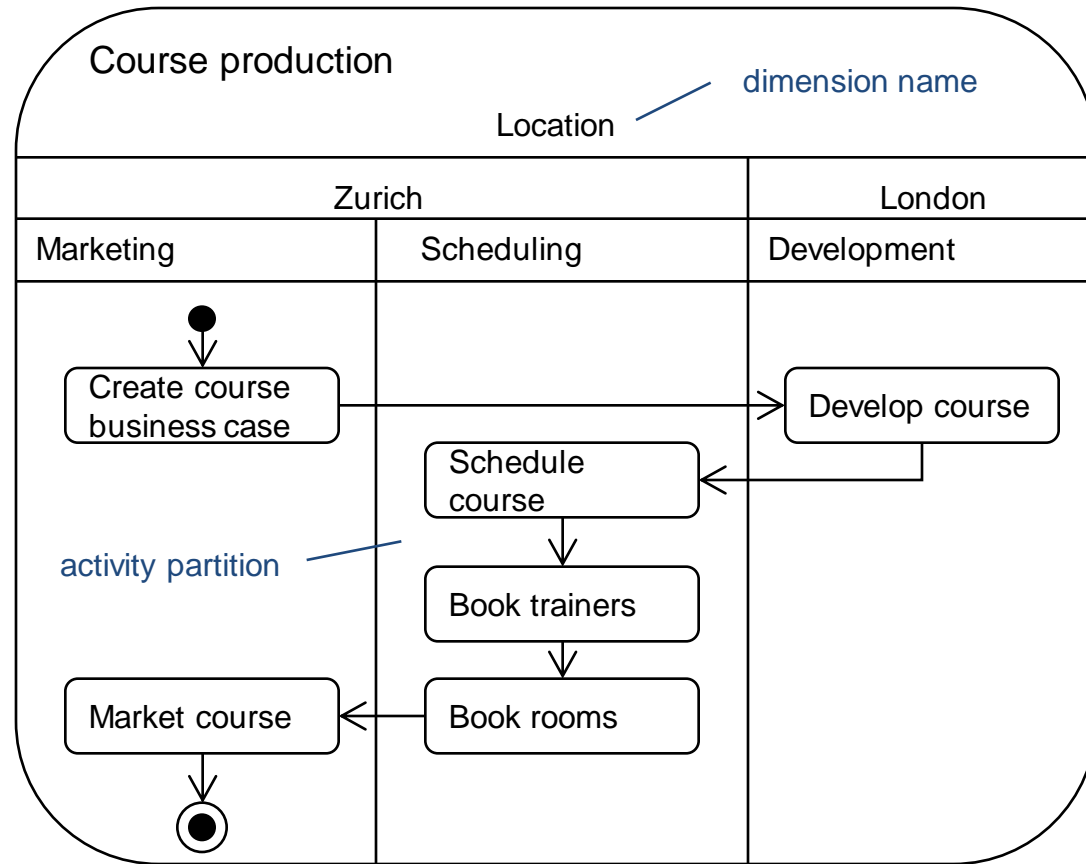 Course production
dimension name
Location
Zurich
London
Marketing
Scheduling
Development
Create course
business case
Develop course
Schedule
course
activity partition
Book trainers
Market course
Book rooms